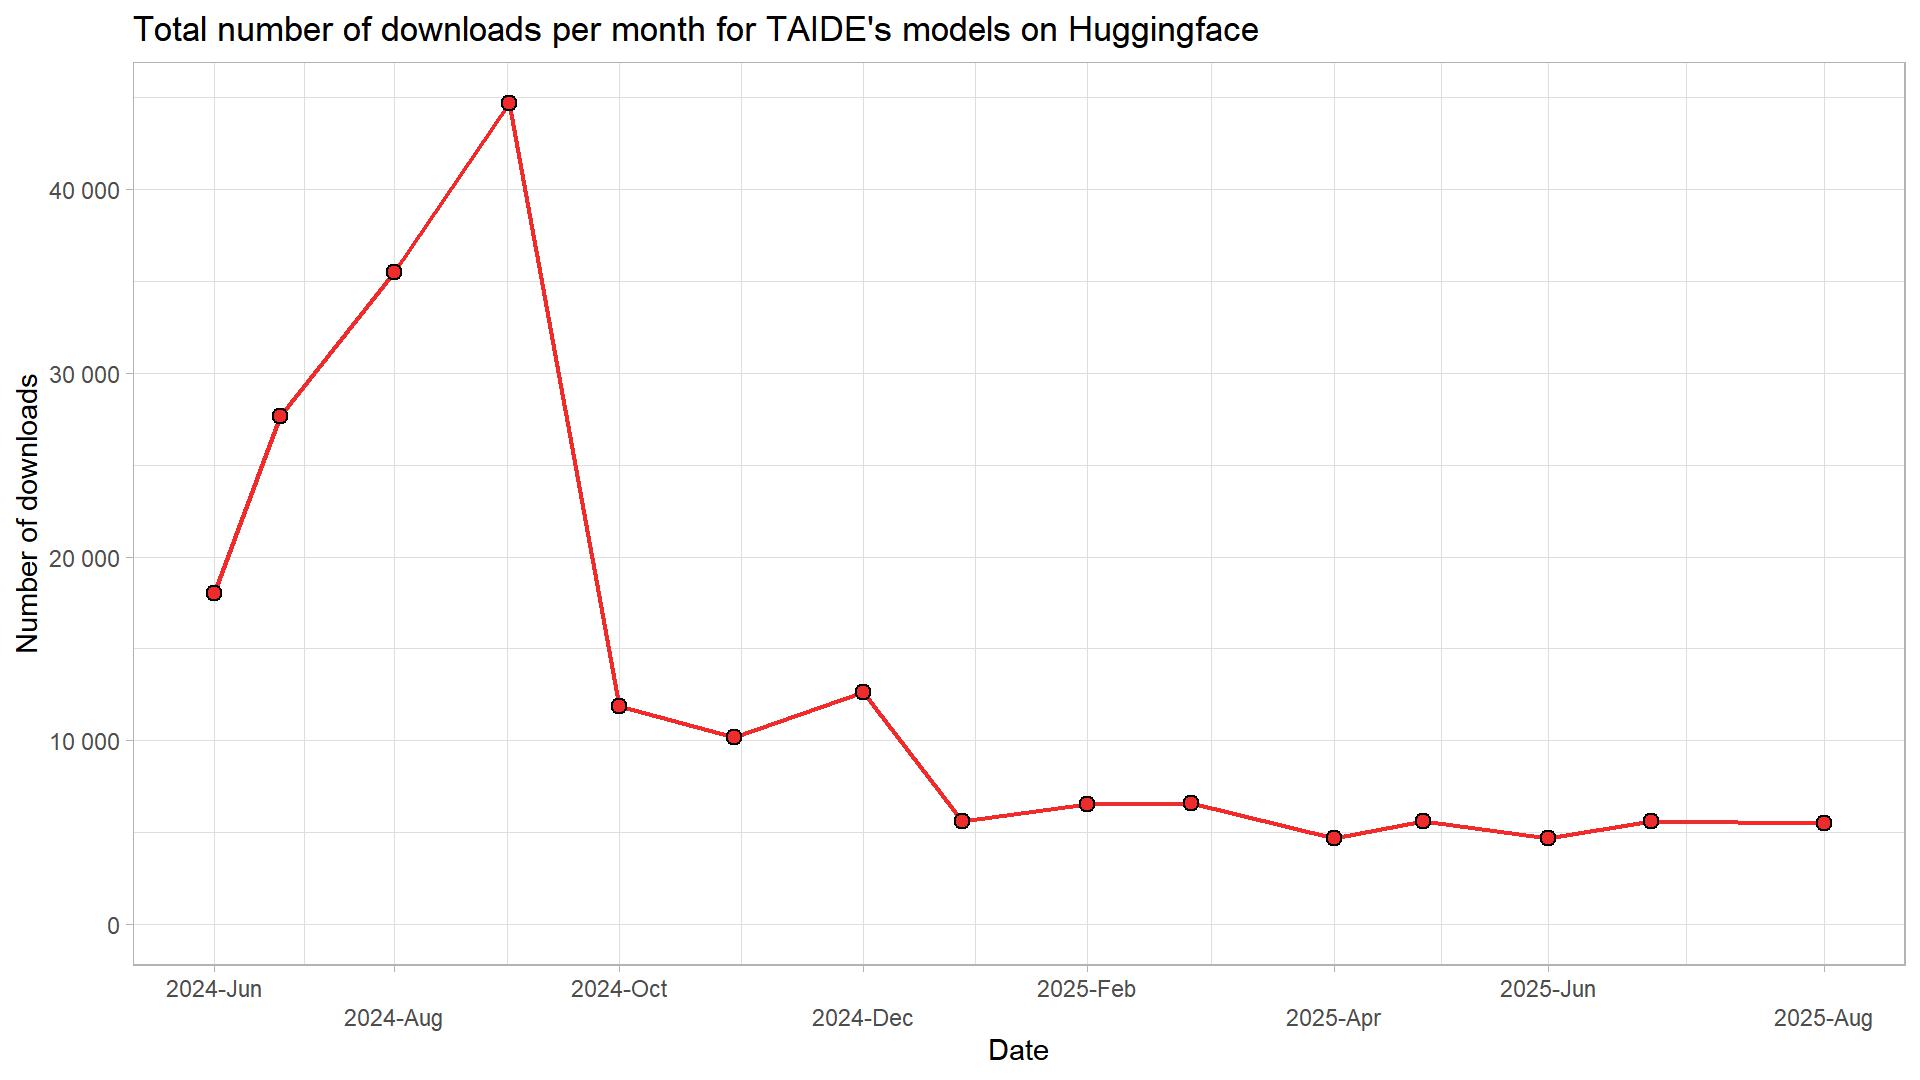 Total number of downloads per month for TAIDE's models on Huggingface
Number of downloads
40 000
30 000
20 000
10 000
0
2024-Jun
2024-Aug
2024-Oct
2024-Dec
2025-Feb
2025-Apr
2025-Jun
2025-Aug
Date